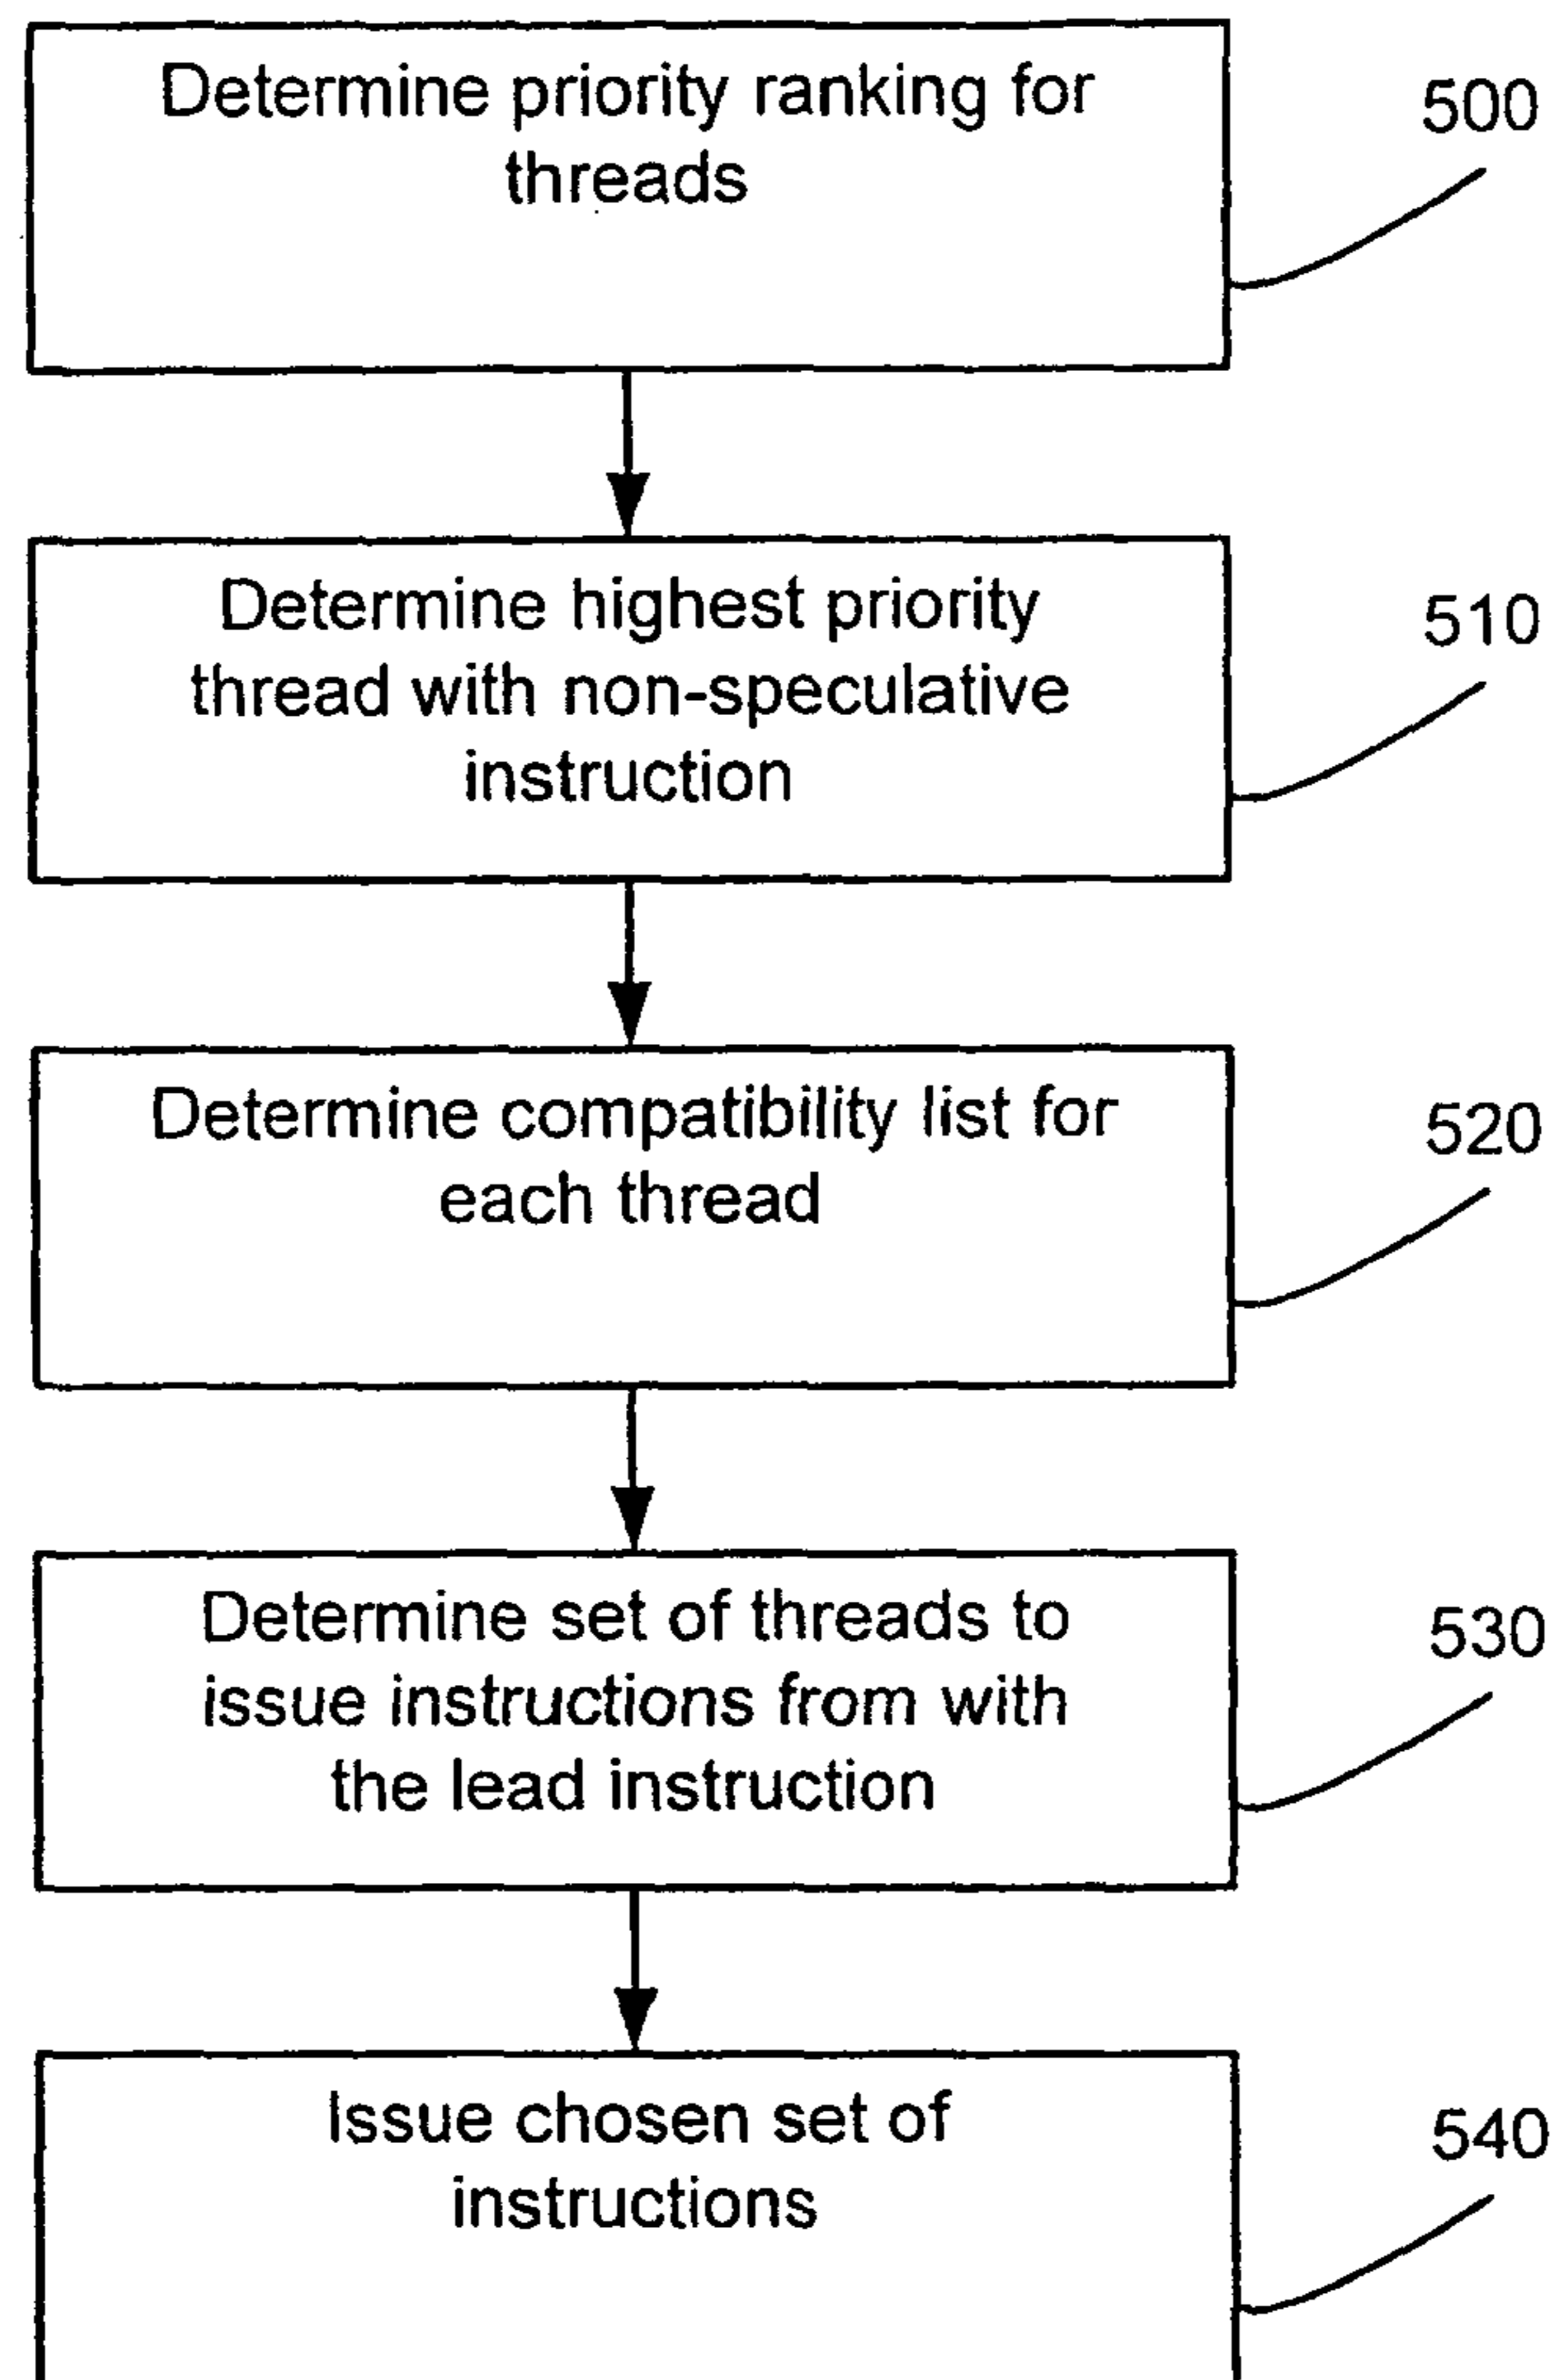 Determine priority ranking for
threads
500
Determine highest priority
thread with non-speculative
instruction
510
Determine compatibility list for
each thread
520
Determine set of threads to
issue instructions from with
the lead instruction
530
Issue chosen set of
instructions
540